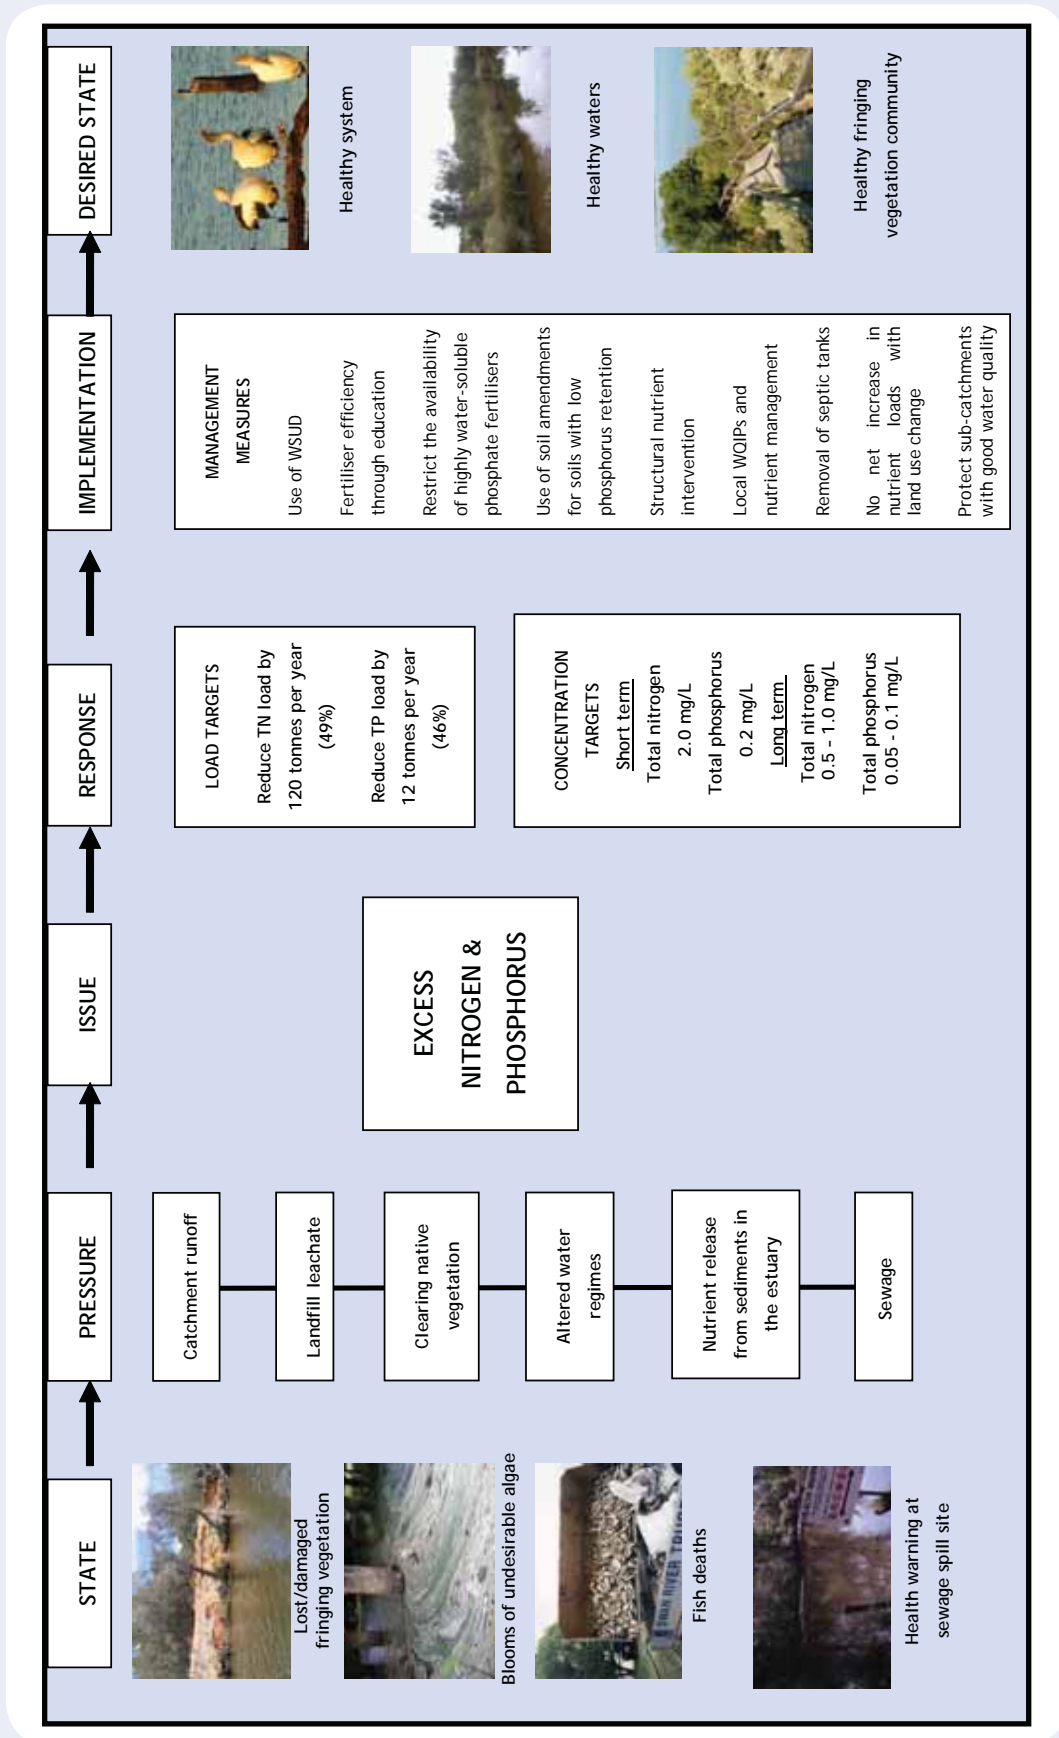 STATE
Lost/damaged
fringing vegetation
Blooms of undesirable algae
Fish deaths
Health warning at
sewage spill site
PRESSURE
Catchment runoff
Landfill leachate
Clearing native
vegetation
Altered water
regimes
Nutrient release
from sediments in
the estuary
Sewage
ISSUE
EXCESS
NITROGEN &
PHOSPHORUS
RESPONSE
LOAD TARGETS
Reduce TN load by
120 tonnes per year
(49%)
Reduce TP load by
12 tonnes per year
(46%)
CONCENTRATION
TARGETS
Short term
Total nitrogen
2.0 mg/L
Total phosphorus
0.2 mg/L
Long term
Total nitrogen
0.5 - 1.0 mg/L
Total phosphorus
0.05 - 0.1 mg/L
IMPLEMENTATION
MANAGEMENT
MEASURES
Use of WSUD
Fertiliser efficiency
through education
Restrict the availability
of highly water-soluble
phosphate fertilisers
Use of soil amendments
for soils with low
phosphorus retention
Structural nutrient
intervention
Local WQIPs and
nutrient management
Removal of septic tanks
No net increase in
nutrient loads with
land use change
Protect sub-catchments
with good water quality
DESIRED STATE
Healthy system
Healthy waters
Healthy fringing
vegetation community